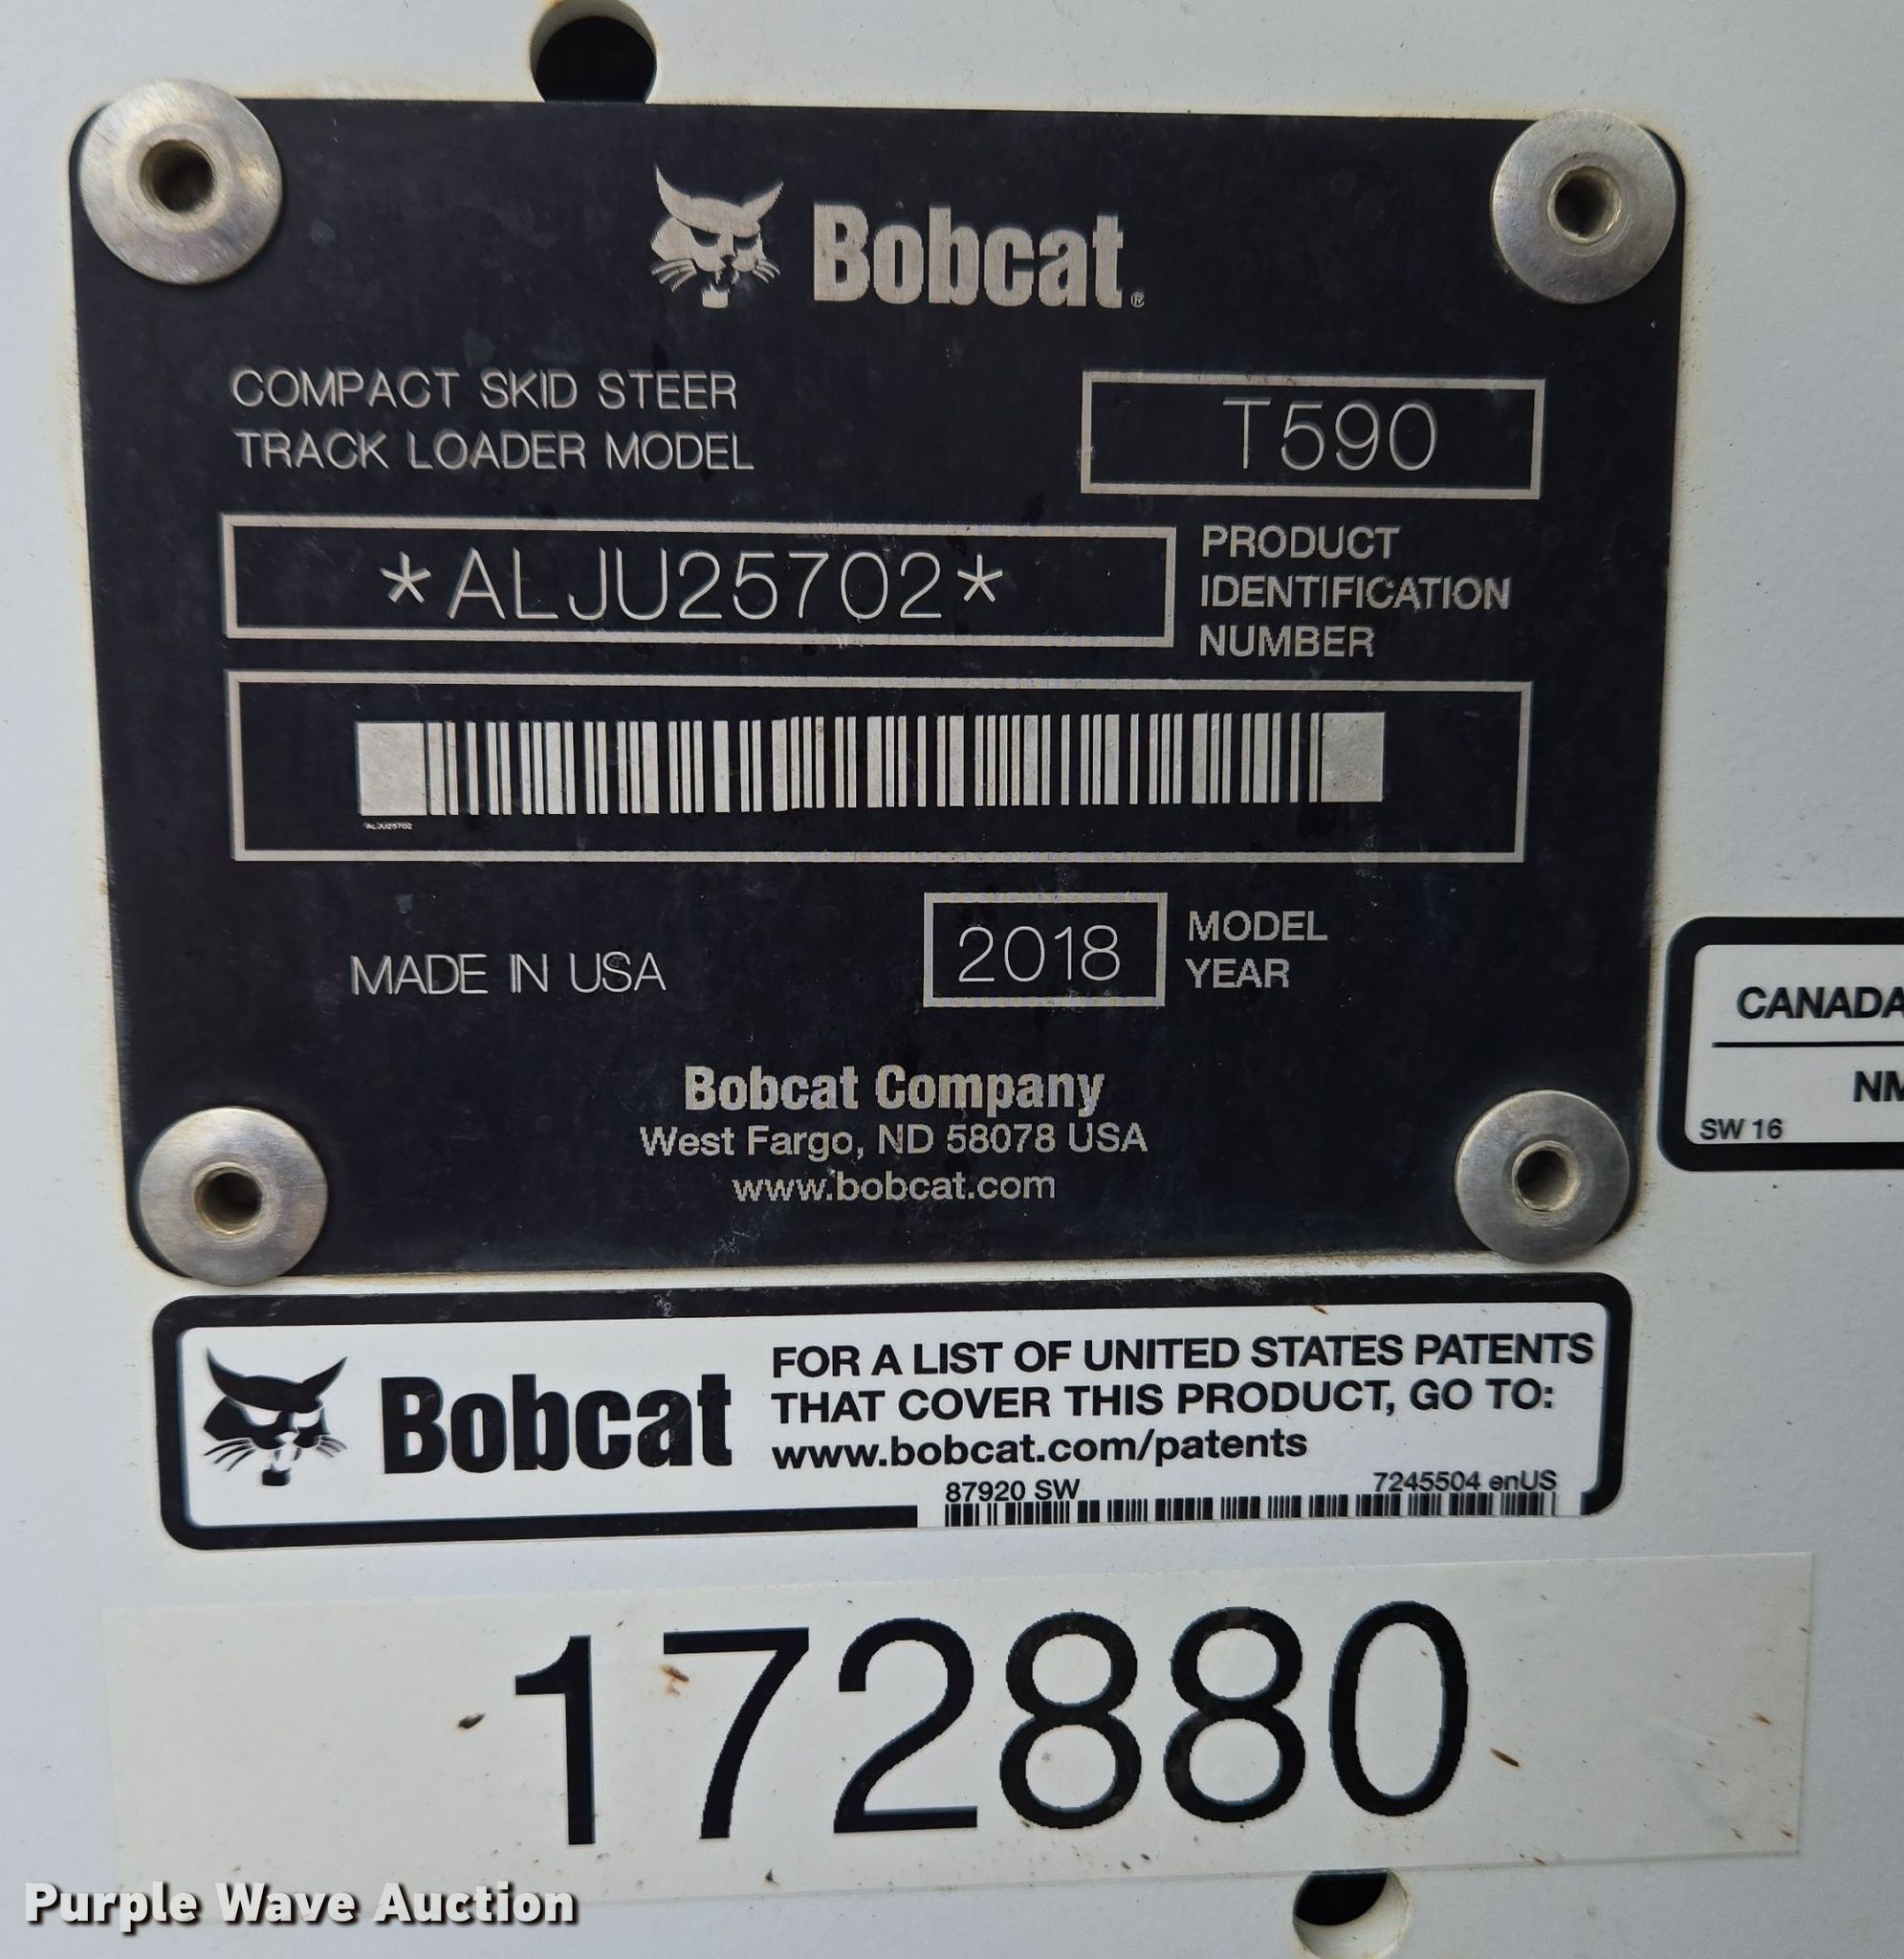 Bobcat®
COMPACT SKID STEER
TRACK LOADER MODEL
T590
*ALJU25702*
PRODUCT
IDENTIFICATION
NUMBER
ALJU25702
MADE IN USA
2018
MODEL
YEAR
Bobcat Company
West Fargo, ND 58078 USA
www.bobcat.com
CANADA
NM
SW 16
Bobcat
FOR A LIST OF UNITED STATES PATENTS
THAT COVER THIS PRODUCT, GO TO:
www.bobcat.com/patents
87920 SW
7245504 enUS
172880
Purple Wave Auction